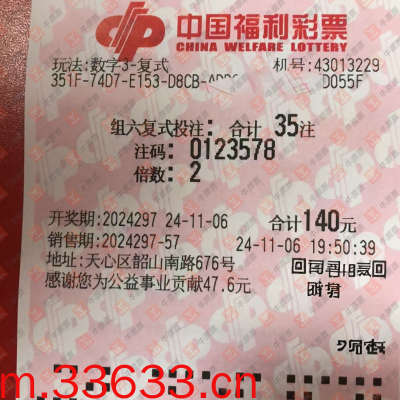 中国福利彩票
CHINA WELFARE LOTTERY
玩法:数字3-复式 机号:43013229
351F-74D7-E153-D8CB- D055F
组六复式投注: 合计 35注
注码: 0123578
倍数: 2
开奖期:2024297 24-11-06 合计140元
销售期:2024297-57 24-11-06 19:50:39
地址:天心区韶山南路676号
感谢您为公益事业贡献47.6元
m.33633.cn